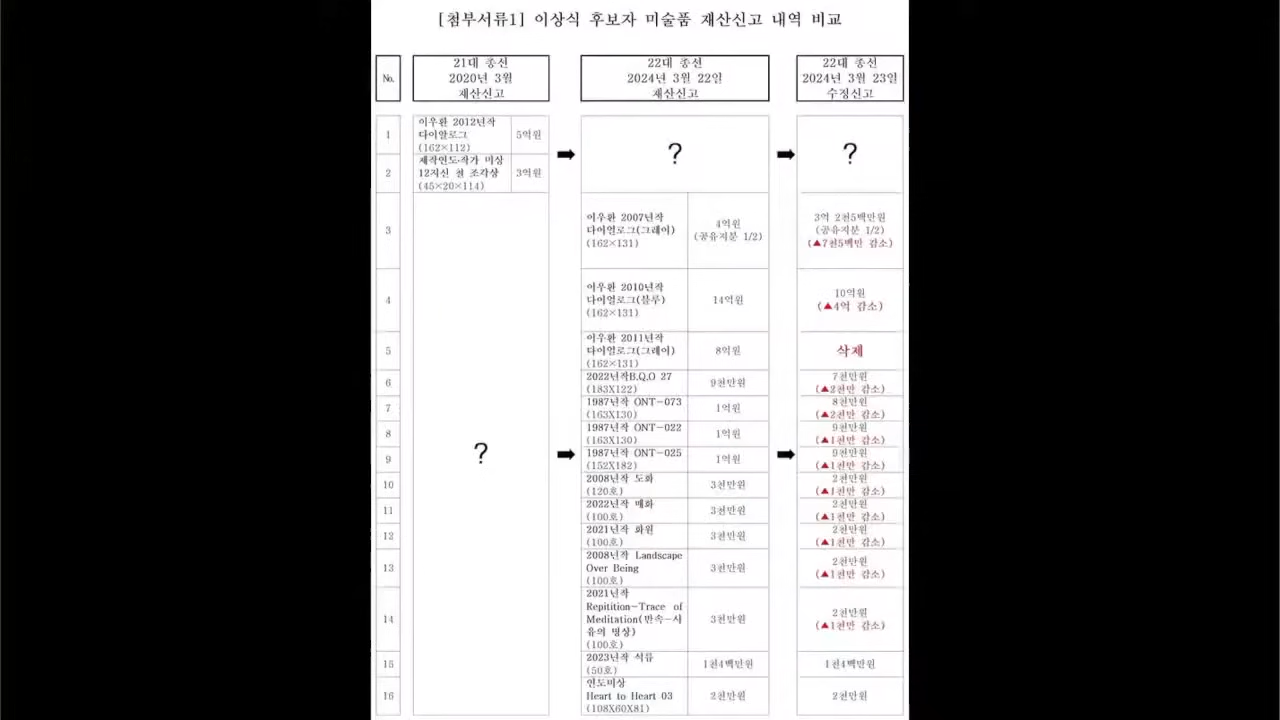 [첨부서류1] 이상식 후보자 미술품 재산신고 내역 비교
No.
21대 총선
2020년 3월
재산신고
22대 총선
2024년 3월 22일
재산신고
22대 총선
2024년 3월 23일
수정신고
1
이우환 2012년작
다이알로그
(162×112)
5억원
?
?
2
제작연도·작가 미상
12지신 철 조각상
(45×20×114)
3억원
3
이우환 2007년작
다이얼로그(그레이)
(162×131)
4억원
(공유지분 1/2)
3억 2천5백만원
(공유지분 1/2)
(▲7천5백만 감소)
4
이우환 2010년작
다이얼로그(블루)
(162×131)
14억원
10억원
(▲4억 감소)
5
이우환 2011년작
다이얼로그(그레이)
(162×131)
8억원
삭제
6
2022년작B.Q.O 27
(183X122)
9천만원
7천만원
(▲2천만 감소)
7
1987년작 ONT-073
(163X130)
1억원
8천만원
(▲2천만 감소)
8
1987년작 ONT-022
(163X130)
1억원
9천만원
(▲1천만 감소)
?
9
1987년작 ONT-025
(152X182)
1억원
9천만원
(▲1천만 감소)
10
2008년작 도화
(120호)
3천만원
2천만원
(▲1천만 감소)
11
2022년작 매화
(100호)
3천만원
2천만원
(▲1천만 감소)
12
2021년작 화원
(100호)
3천만원
2천만원
(▲1천만 감소)
13
2008년작 Landscape
Over Being
(100호)
3천만원
2천만원
(▲1천만 감소)
14
2021년작
Repitition-Trace of
Meditation(반속-사
유의 명상)
(100호)
3천만원
2천만원
(▲1천만 감소)
15
2023년작 석류
(50호)
1천4백만원
1천4백만원
16
연도미상
Heart to Heart 03
(108X60X81)
2천만원
2천만원